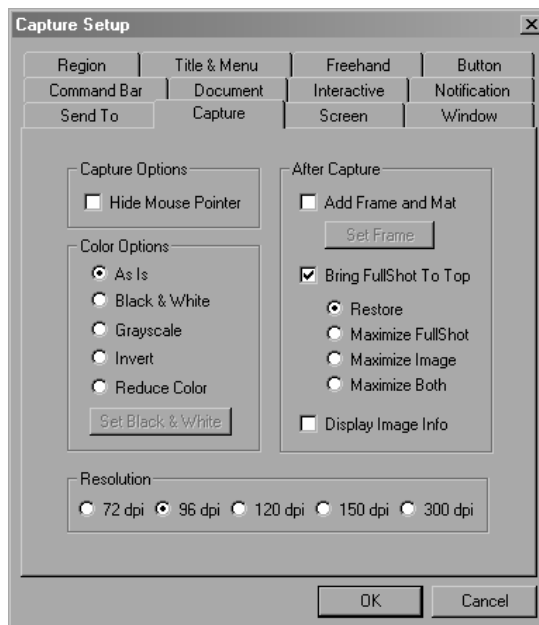 Capture Setup
Region Title & Menu Freehand Button
Command Bar Document Interactive Notification
Send To Capture Screen Window
Capture Options
Hide Mouse Pointer
Color Options
As Is
Black & White
Grayscale
Invert
Reduce Color
Set Black & White
After Capture
Add Frame and Mat
Set Frame
Bring FullShot To Top
Restore
Maximize FullShot
Maximize Image
Maximize Both
Display Image Info
Resolution
72 dpi 96 dpi 120 dpi 150 dpi 300 dpi
OK Cancel